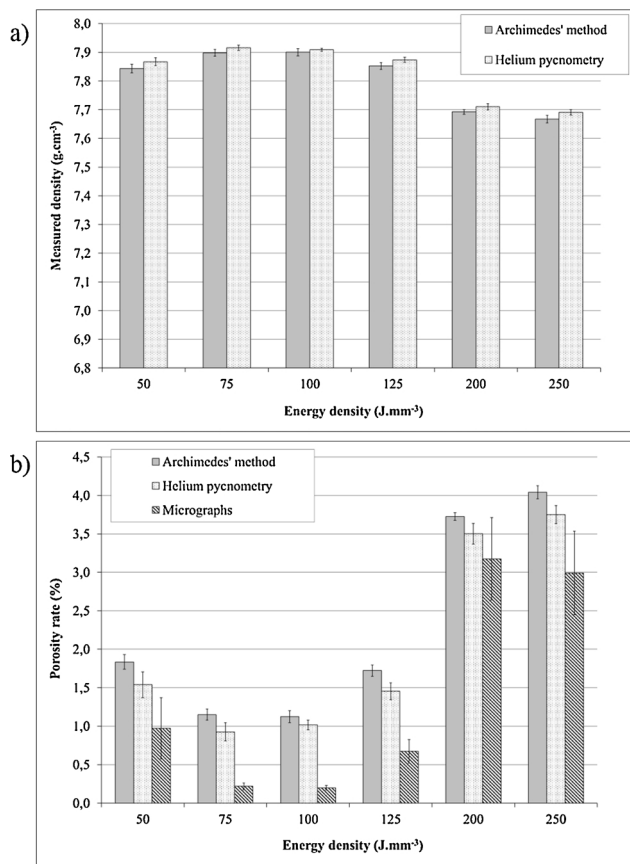 a)
8,0
7,9
7,8
7,7
7,6
7,5
7,4
7,3
7,2
7,1
7,0
6,9
6,8
Measured density (g.cm⁻³)
Archimedes' method
Helium pycnometry
50 75 100 125 200 250
Energy density (J.mm⁻³)
b)
4,5
4,0
3,5
3,0
2,5
2,0
1,5
1,0
0,5
0,0
Porosity rate (%)
Archimedes' method
Helium pycnometry
Micrographs
50 75 100 125 200 250
Energy density (J.mm⁻³)